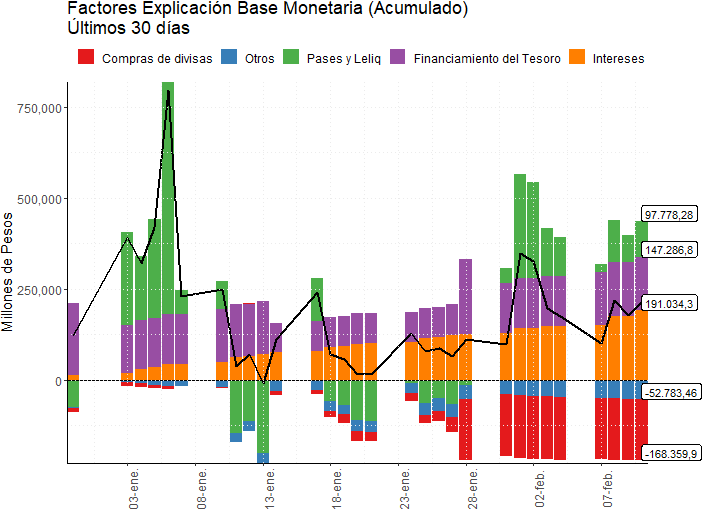 Factores Explicación Base Monetaria (Acumulado)
Últimos 30 días
Compras de divisas Otros Pases y Leliq Financiamiento del Tesoro Intereses
Millones de Pesos
750,000
500,000
250,000
0
97.778,28
147.286,8
191.034,3
-52.783,46
-168.359,9
03-ene.
08-ene.
13-ene.
18-ene.
23-ene.
28-ene.
02-feb.
07-feb.